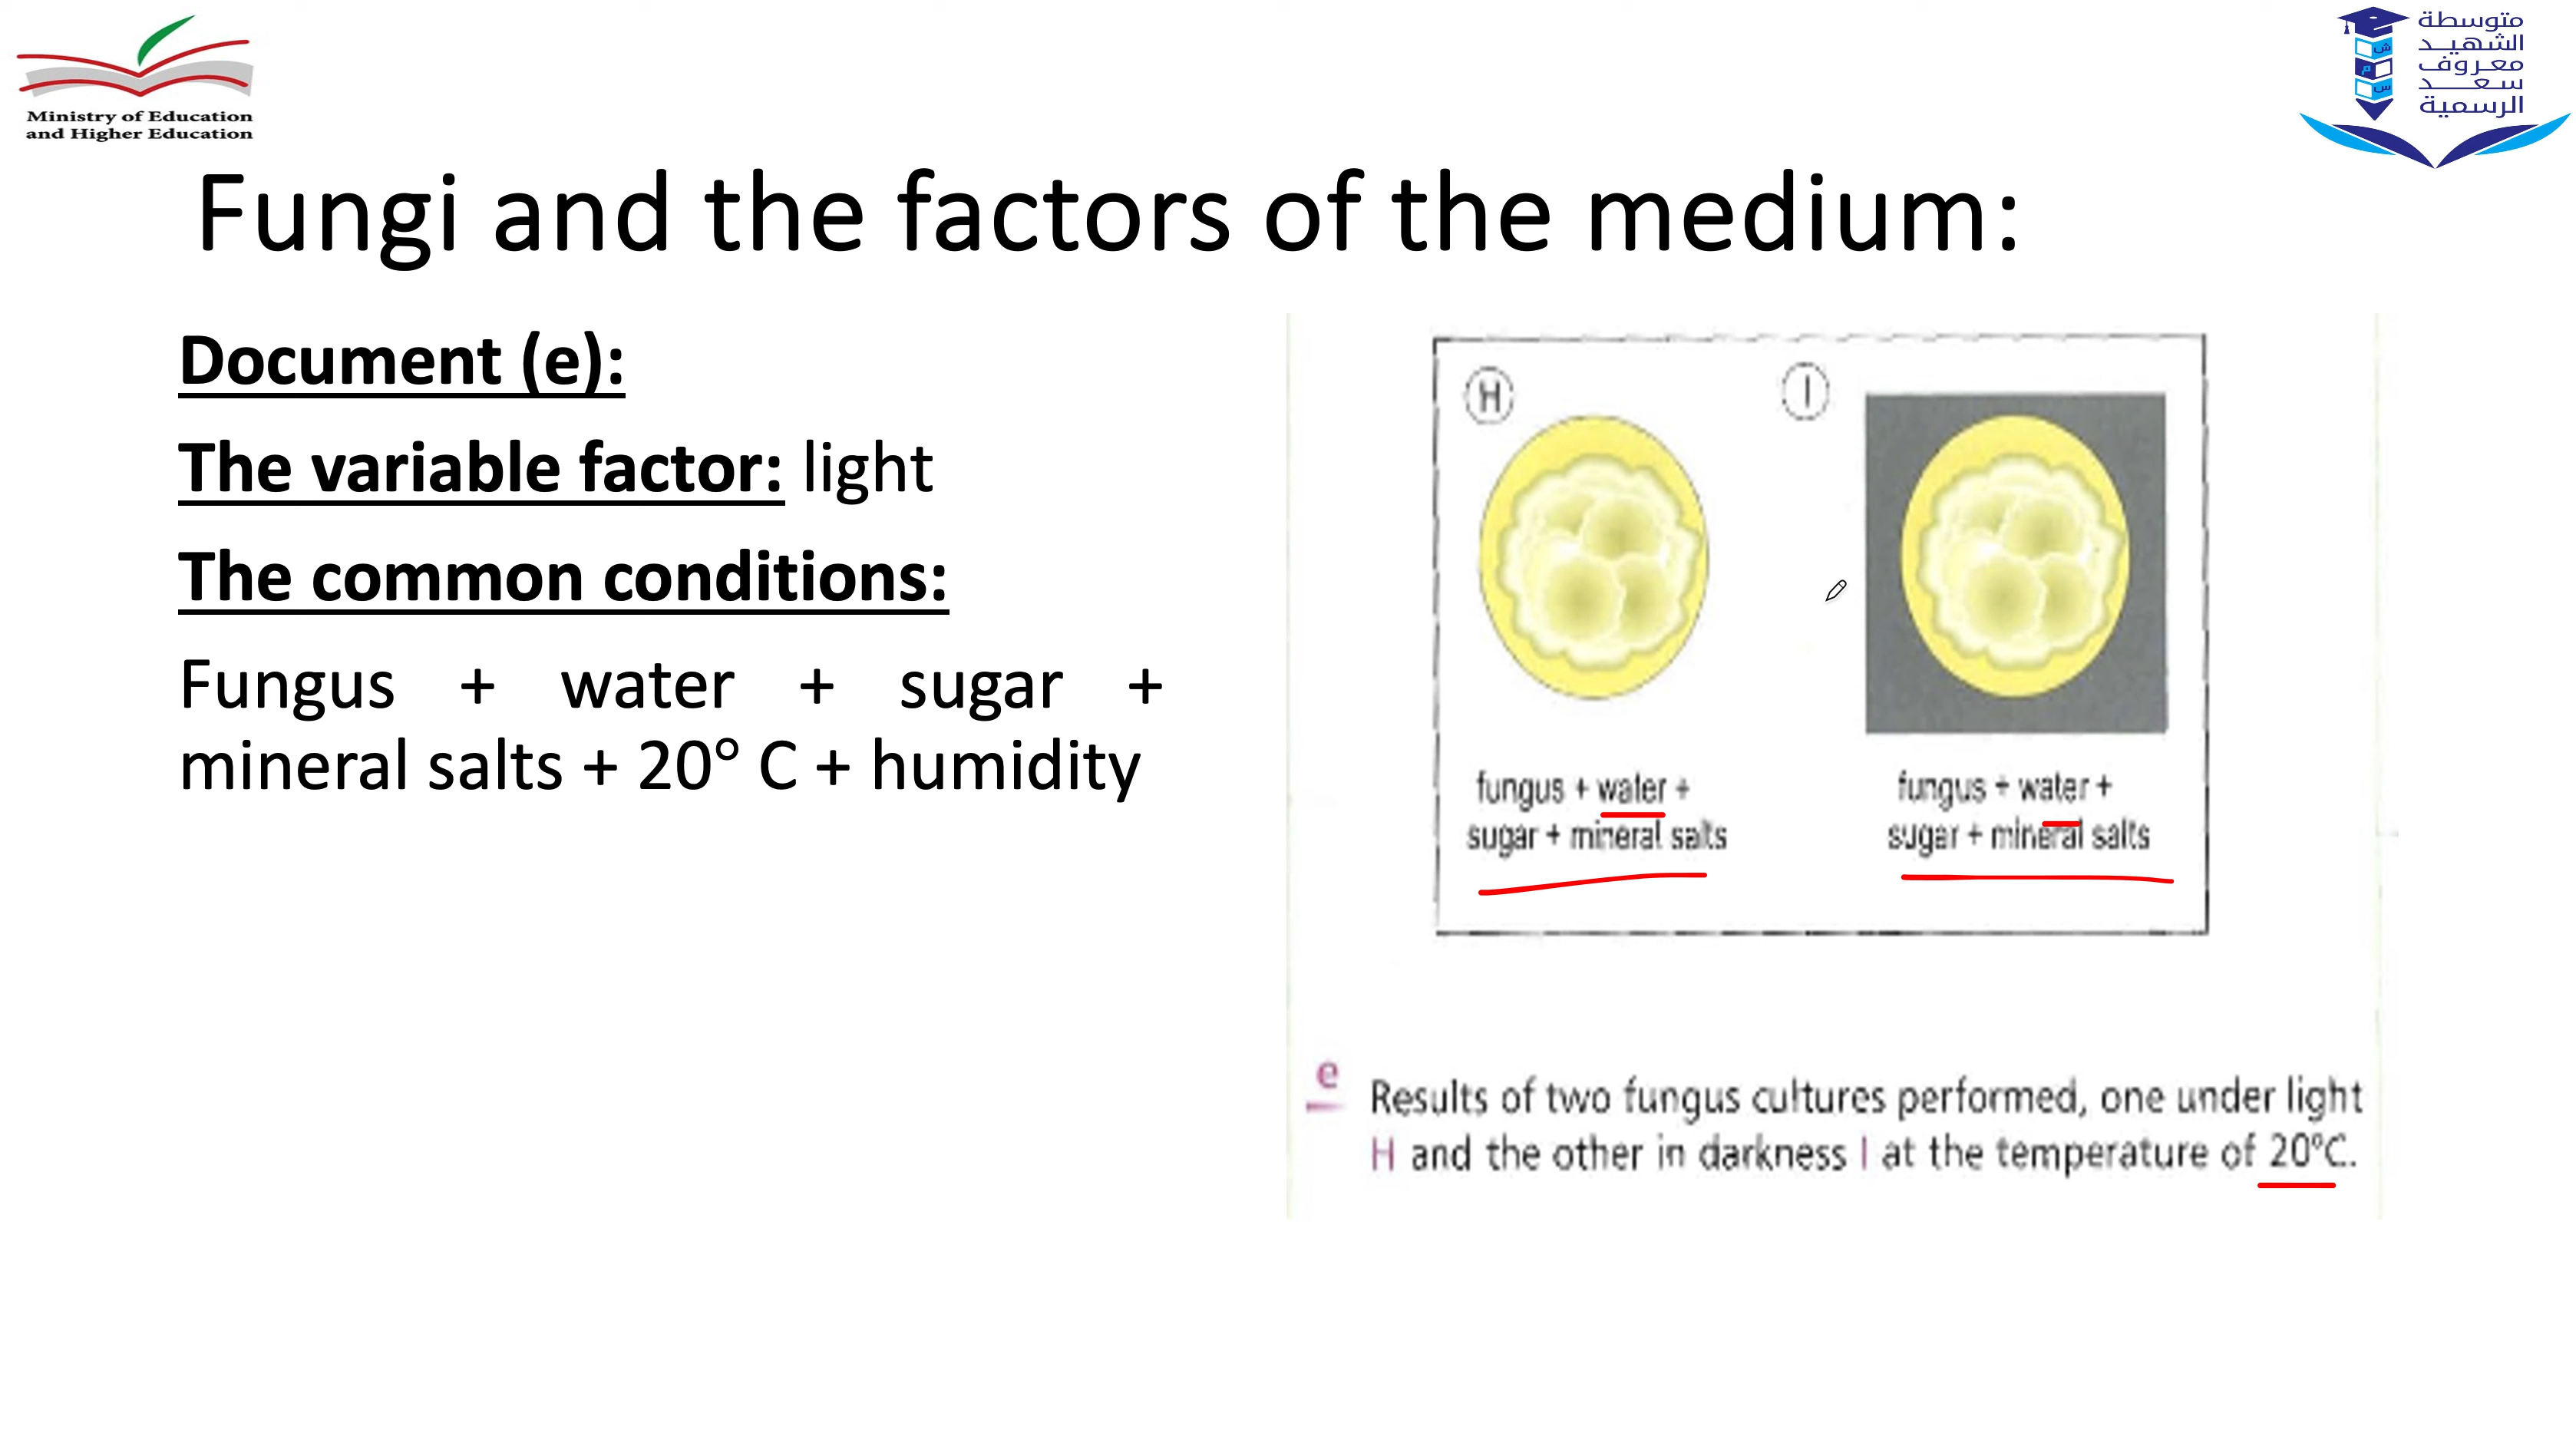 Ministry of Education
and Higher Education
متوسطة
الشهيد
معروف
سعد
الرسمية
ش
م
س
Fungi and the factors of the medium:
Document (e):
The variable factor: light
The common conditions:
Fungus + water + sugar +
mineral salts + 20° C + humidity
H
I
fungus + water +
sugar + mineral salts
fungus + water +
sugar + mineral salts
e
Results of two fungus cultures performed, one under light
H and the other in darkness I at the temperature of 20°C.